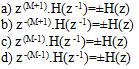 a) z⁽ᴹ⁺¹⁾.H(z⁻¹)=±H(z)
b) z⁻⁽ᴹ⁺¹⁾.H(z⁻¹)=±H(z)
c) z⁽ᴹ⁻¹⁾.H(z⁻¹)=±H(z)
d) z⁻⁽ᴹ⁻¹⁾.H(z⁻¹)=±H(z)